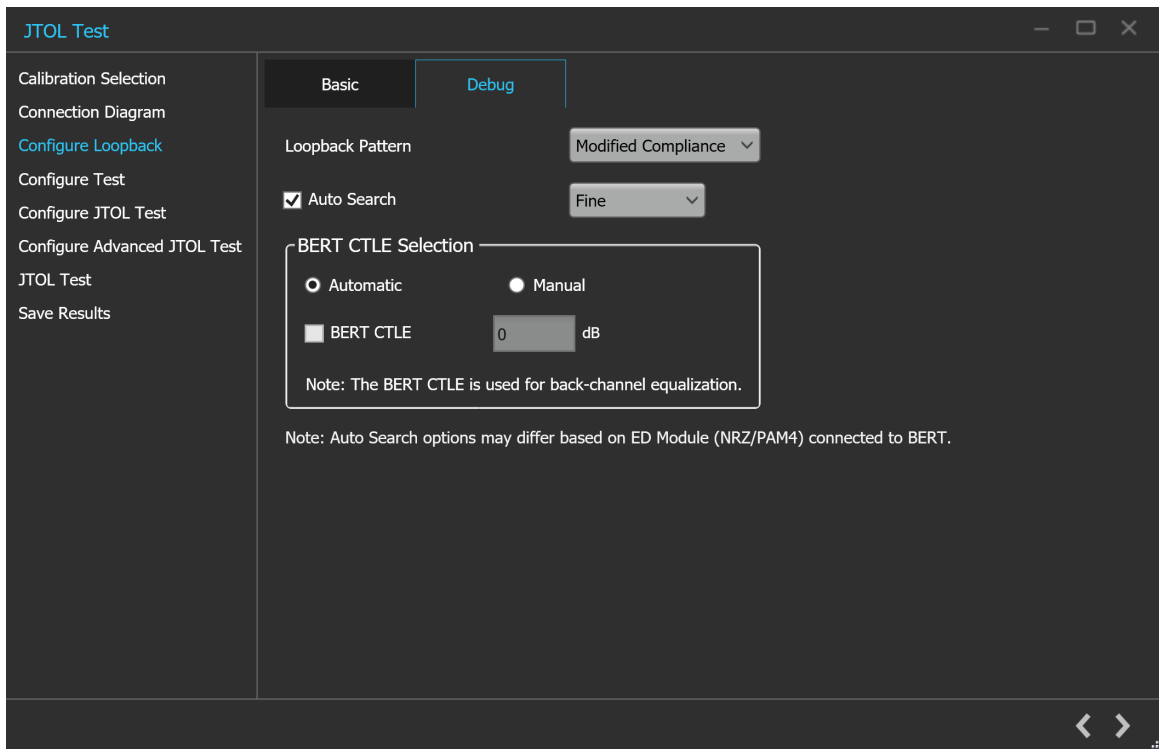 JTOL Test
Calibration Selection
Connection Diagram
Configure Loopback
Configure Test
Configure JTOL Test
Configure Advanced JTOL Test
JTOL Test
Save Results
Basic Debug
Loopback Pattern Modified Compliance
Auto Search Fine
BERT CTLE Selection
Automatic Manual
BERT CTLE 0 dB
Note: The BERT CTLE is used for back-channel equalization.
Note: Auto Search options may differ based on ED Module (NRZ/PAM4) connected to BERT.